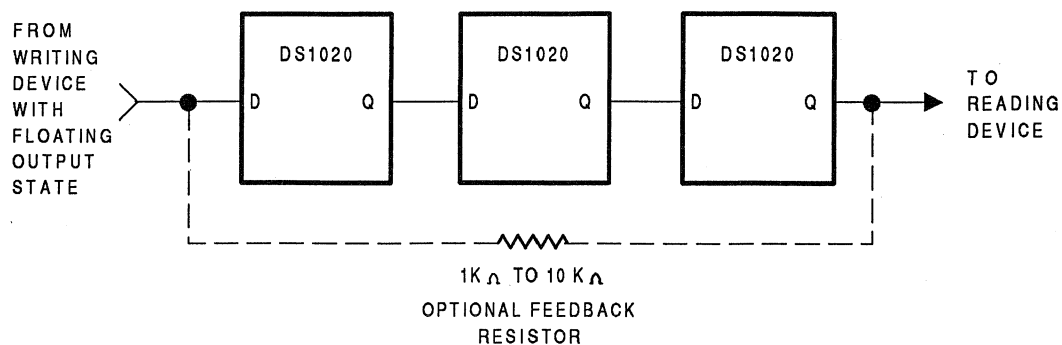 FROM
WRITING
DEVICE
WITH
FLOATING
OUTPUT
STATE
DS1020
D Q
DS1020
D Q
DS1020
D Q
TO
READING
DEVICE
1KΩ TO 10 KΩ
OPTIONAL FEEDBACK
RESISTOR